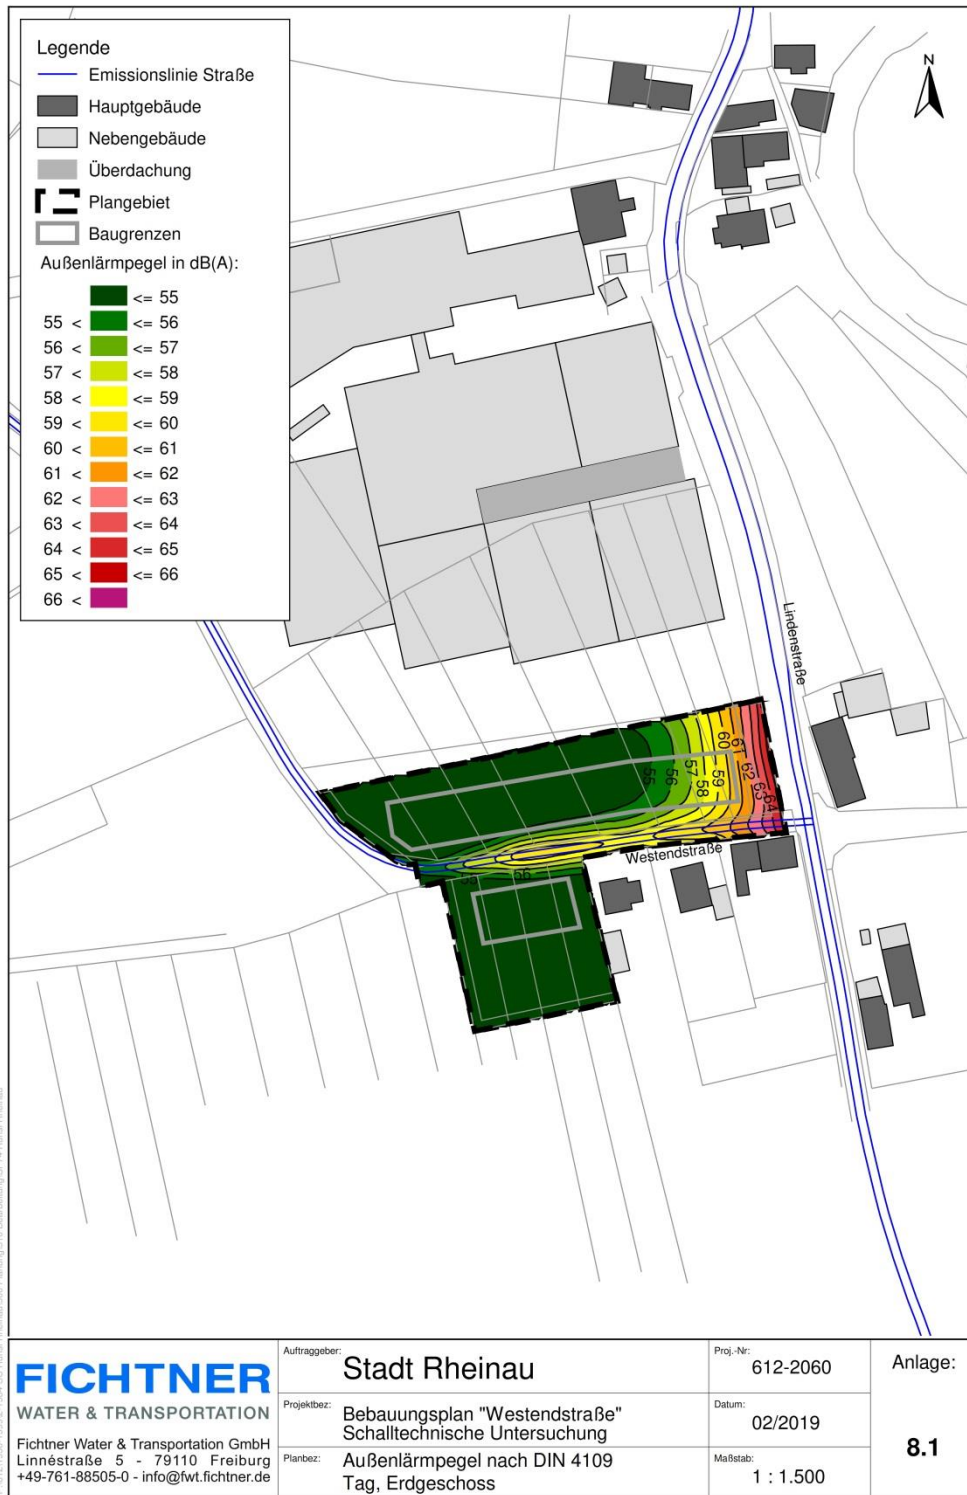 Legende
Emissionslinie Straße
Hauptgebäude
Nebengebäude
Überdachung
Plangebiet
Baugrenzen
Außenlärmpegel in dB(A):
<= 55
55 < <= 56
56 < <= 57
57 < <= 58
58 < <= 59
59 < <= 60
60 < <= 61
61 < <= 62
62 < <= 63
63 < <= 64
64 < <= 65
65 < <= 66
66 <
N
Lindenstraße
55
56
57
58
59
60
61
62
63
64
Westendstraße
55
56
FICHTNER
WATER & TRANSPORTATION
Fichtner Water & Transportation GmbH
Linnéstraße 5 - 79110 Freiburg
+49-761-88505-0 - info@fwt.fichtner.de
Auftraggeber:
Stadt Rheinau
Projektbez:
Bebauungsplan "Westendstraße"
Schalltechnische Untersuchung
Planbez:
Außenlärmpegel nach DIN 4109
Tag, Erdgeschoss
Proj.-Nr:
612-2060
Datum:
02/2019
Maßstab:
1 : 1.500
Anlage:
8.1